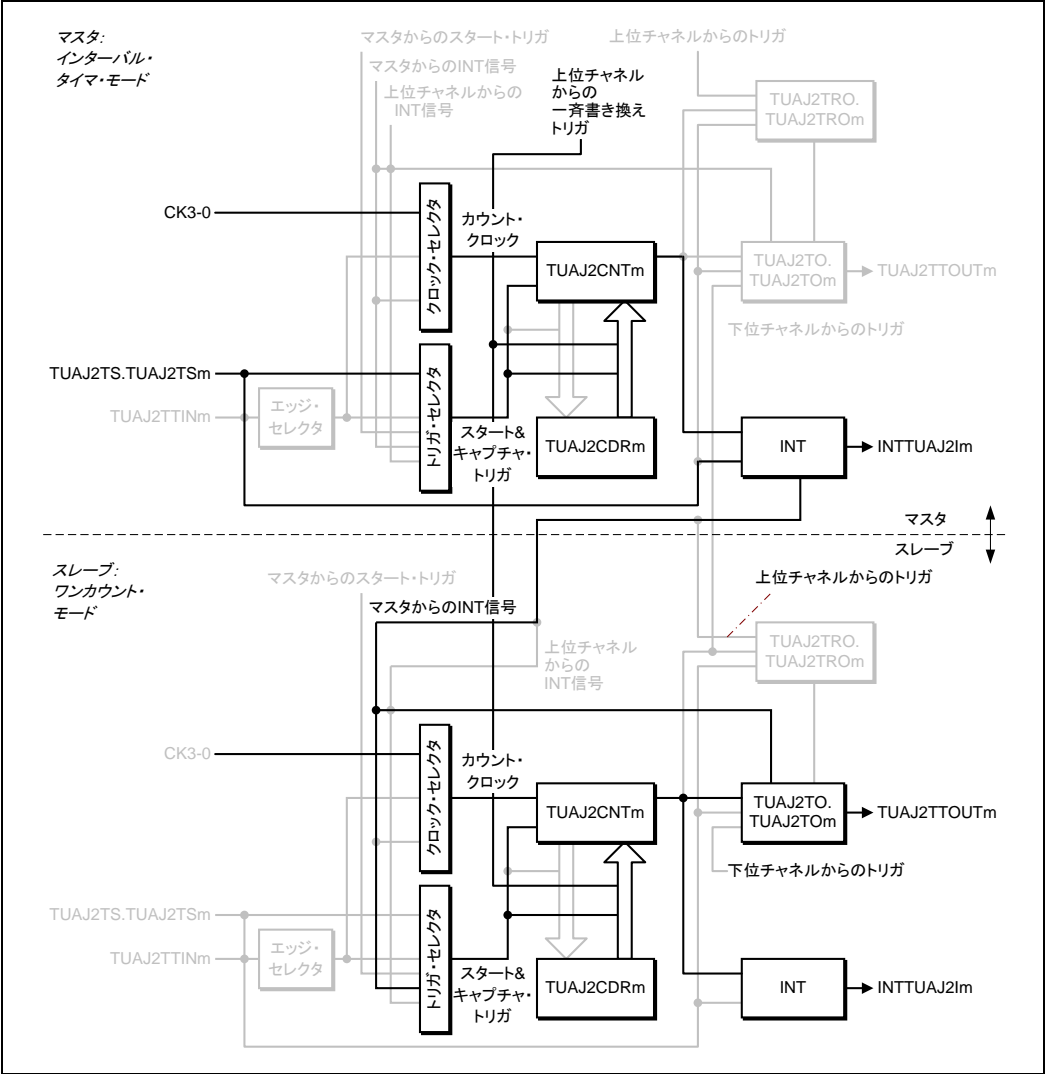 マスタ:
インターバル・
タイマ・モード
マスタからのスタート・トリガ
マスタからのINT信号
上位チャネルからの
INT信号
上位チャネル
からの
一斉書き換え
トリガ
上位チャネルからのトリガ
TUAJ2TRO.
TUAJ2TROm
CK3-0
クロック・セレクタ
カウント・
クロック
TUAJ2CNTm
TUAJ2TO.
TUAJ2TOm
TUAJ2TTOUTm
下位チャネルからのトリガ
TUAJ2TS.TUAJ2TSm
TUAJ2TTINm
エッジ・
セレクタ
トリガ・セレクタ
スタート&
キャプチャ・
トリガ
TUAJ2CDRm
INT
INTTUAJ2Im
マスタ
スレーブ
スレーブ:
ワンカウント・
モード
マスタからのスタート・トリガ
マスタからのINT信号
上位チャネル
からの
INT信号
上位チャネルからのトリガ
TUAJ2TRO.
TUAJ2TROm
CK3-0
クロック・セレクタ
カウント・
クロック
TUAJ2CNTm
TUAJ2TO.
TUAJ2TOm
TUAJ2TTOUTm
下位チャネルからのトリガ
TUAJ2TS.TUAJ2TSm
TUAJ2TTINm
エッジ・
セレクタ
トリガ・セレクタ
スタート&
キャプチャ・
トリガ
TUAJ2CDRm
INT
INTTUAJ2Im